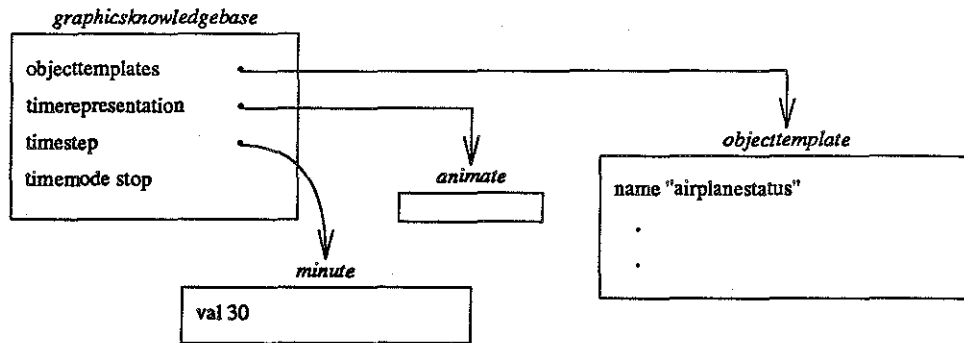 graphicsknowledgebase
objecttemplates
timerepresentation
timestep
timemode stop
animate
minute
val 30
objecttemplate
name "airplanestatus"